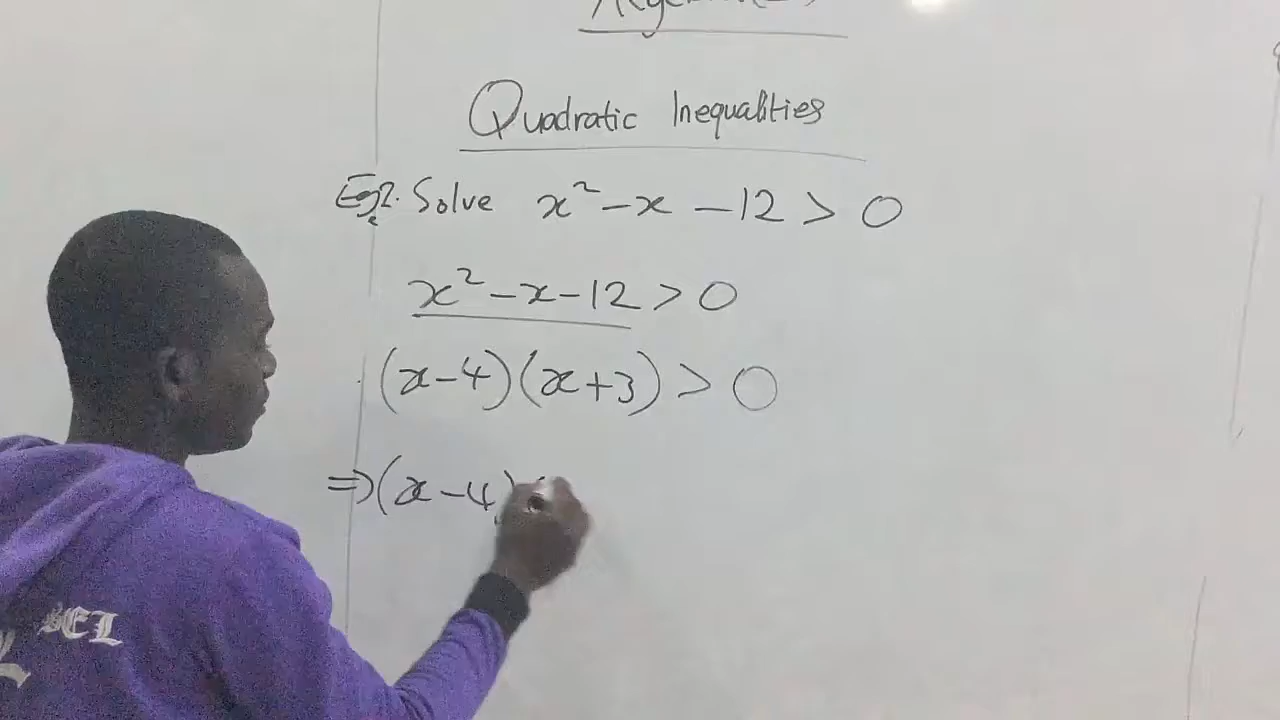 Quadratic Inequalities
Eg2. Solve x² - x - 12 > 0
x² - x - 12 > 0
(x - 4)(x + 3) > 0
⇒ (x - 4)